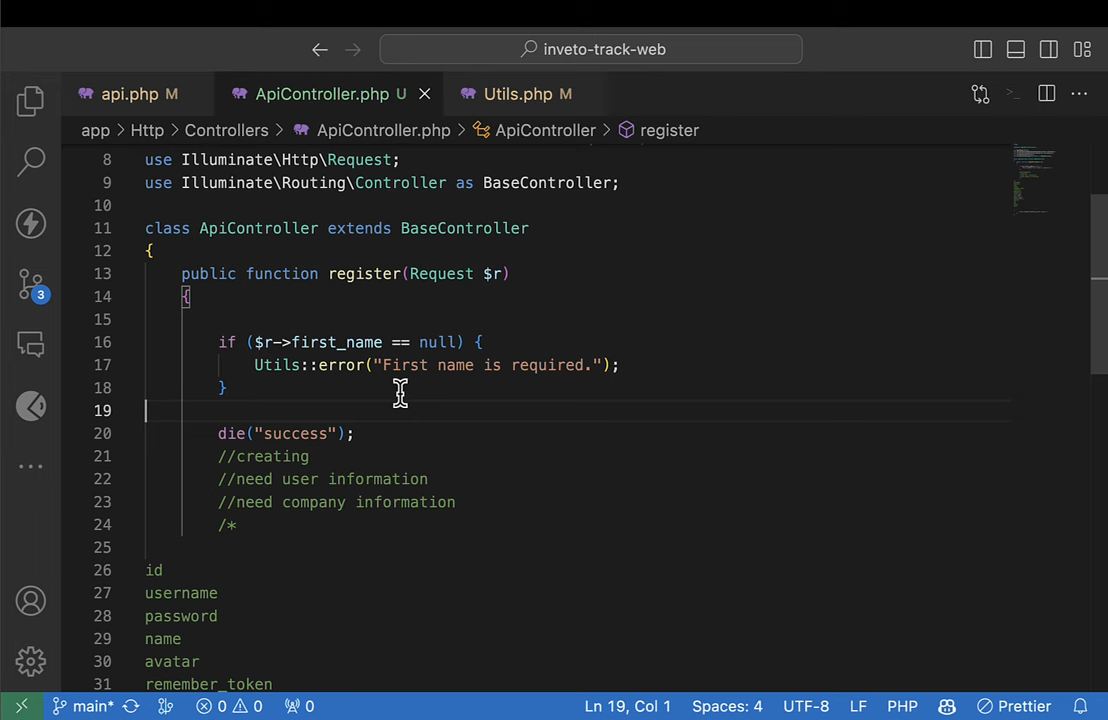 inveto-track-web
api.php M
ApiController.php U
Utils.php M
app > Http > Controllers > ApiController.php > ApiController > register
8 use Illuminate\Http\Request;
9 use Illuminate\Routing\Controller as BaseController;
10
11 class ApiController extends BaseController
12 {
13 public function register(Request $r)
14 {
15
16 if ($r->first_name == null) {
17 Utils::error("First name is required.");
18 }
19
20 die("success");
21 //creating
22 //need user information
23 //need company information
24 /*
25
26 id
27 username
28 password
29 name
30 avatar
31 remember_token
3
main* 0 0 0 Ln 19, Col 1 Spaces: 4 UTF-8 LF PHP Prettier